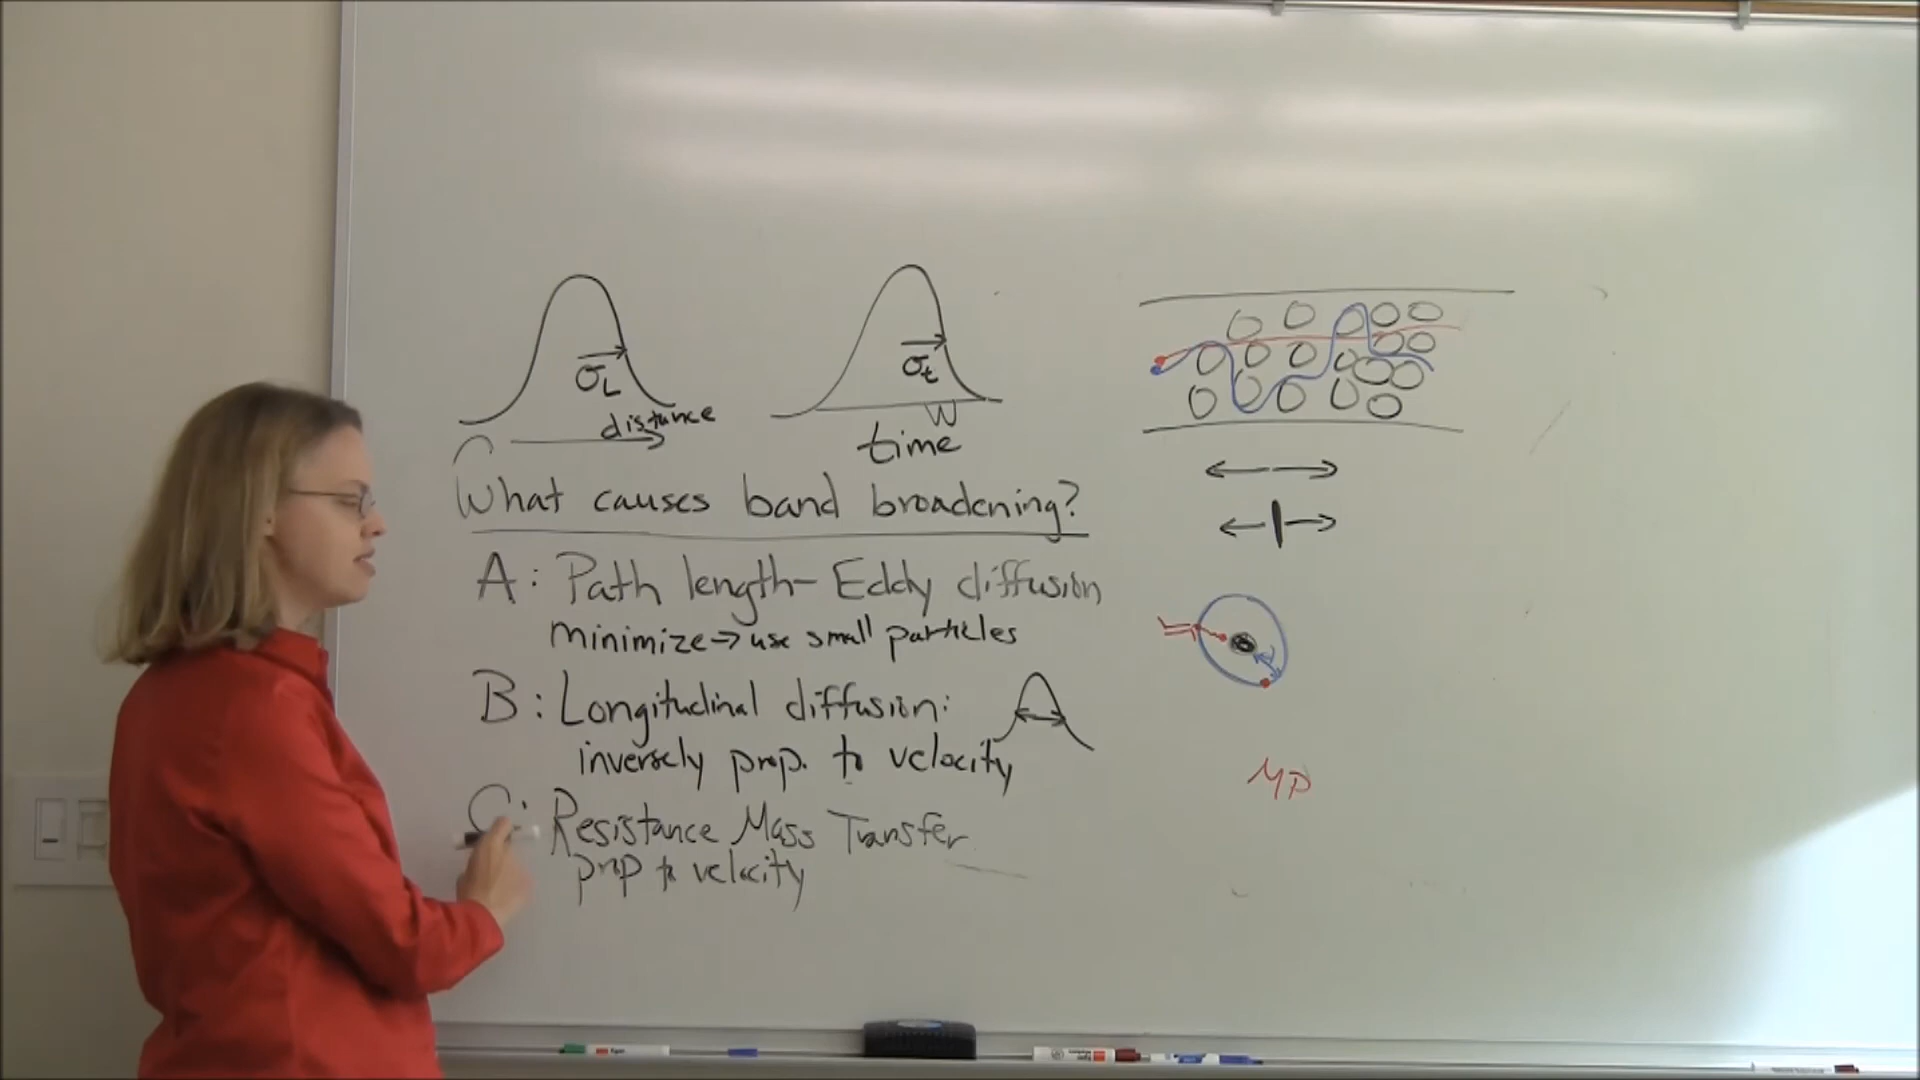 σL
distance
σt
W
time
What causes band broadening?
A: Path length- Eddy diffusion
minimize → use small particles
B: Longitudinal diffusion:
inversely prop. to velocity
C: Resistance Mass Transfer
prop to velocity
MP